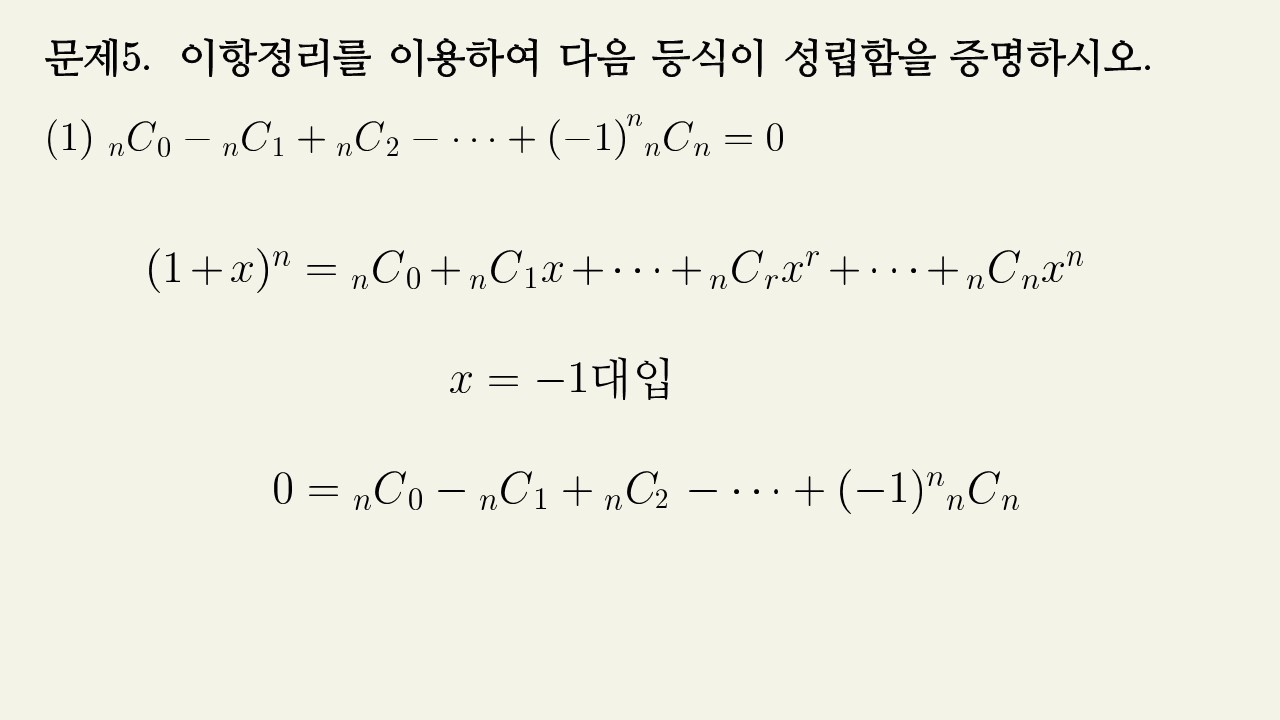 문제5. 이항정리를 이용하여 다음 등식이 성립함을 증명하시오.
(1) ₙC₀ − ₙC₁ + ₙC₂ − ⋯ + (−1)ⁿ ₙCₙ = 0
(1 + x)ⁿ = ₙC₀ + ₙC₁x + ⋯ + ₙCᵣxʳ + ⋯ + ₙCₙxⁿ
x = −1대입
0 = ₙC₀ − ₙC₁ + ₙC₂ − ⋯ + (−1)ⁿ ₙCₙ